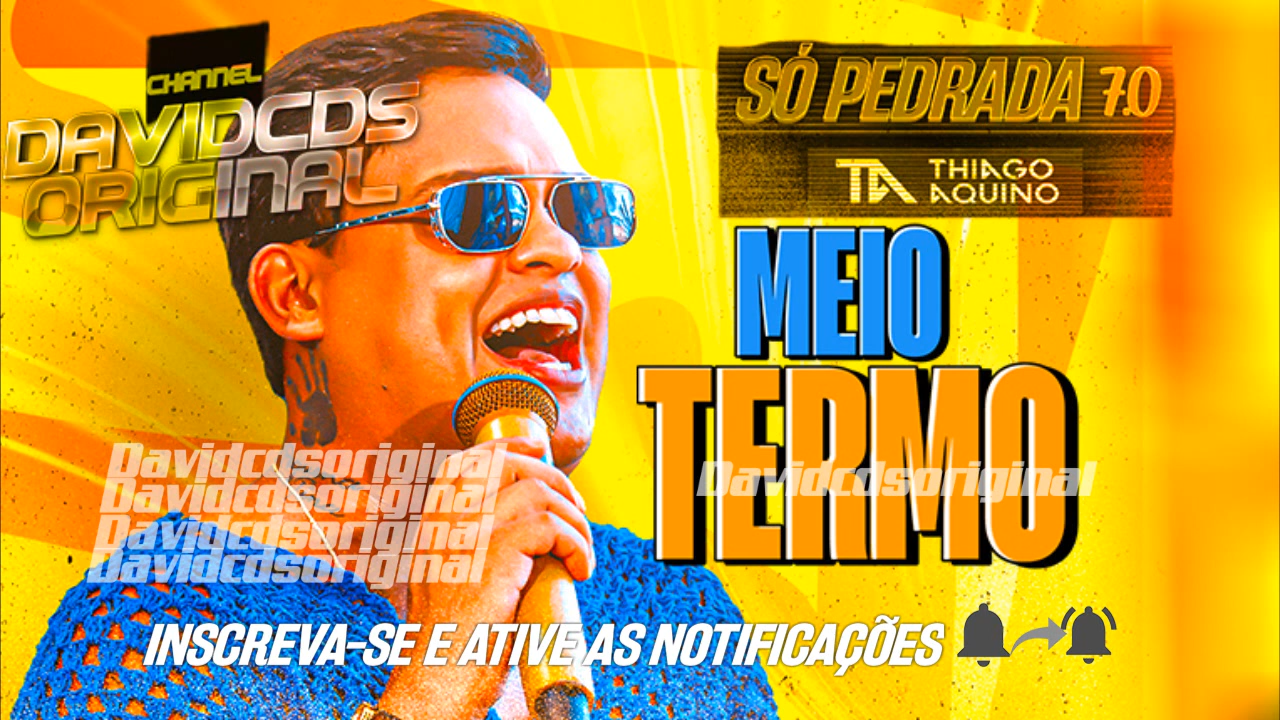 CHANNEL
DAVIDCDS
ORIGINAL
SÓ PEDRADA 7.0
TA THIAGO
AQUINO
MEIO
TERMO
Davidcdsoriginal
Davidcdsoriginal
Davidcdsoriginal
Davidcdsoriginal
Davidcdsoriginal
INSCREVA-SE E ATIVE AS NOTIFICAÇÕES